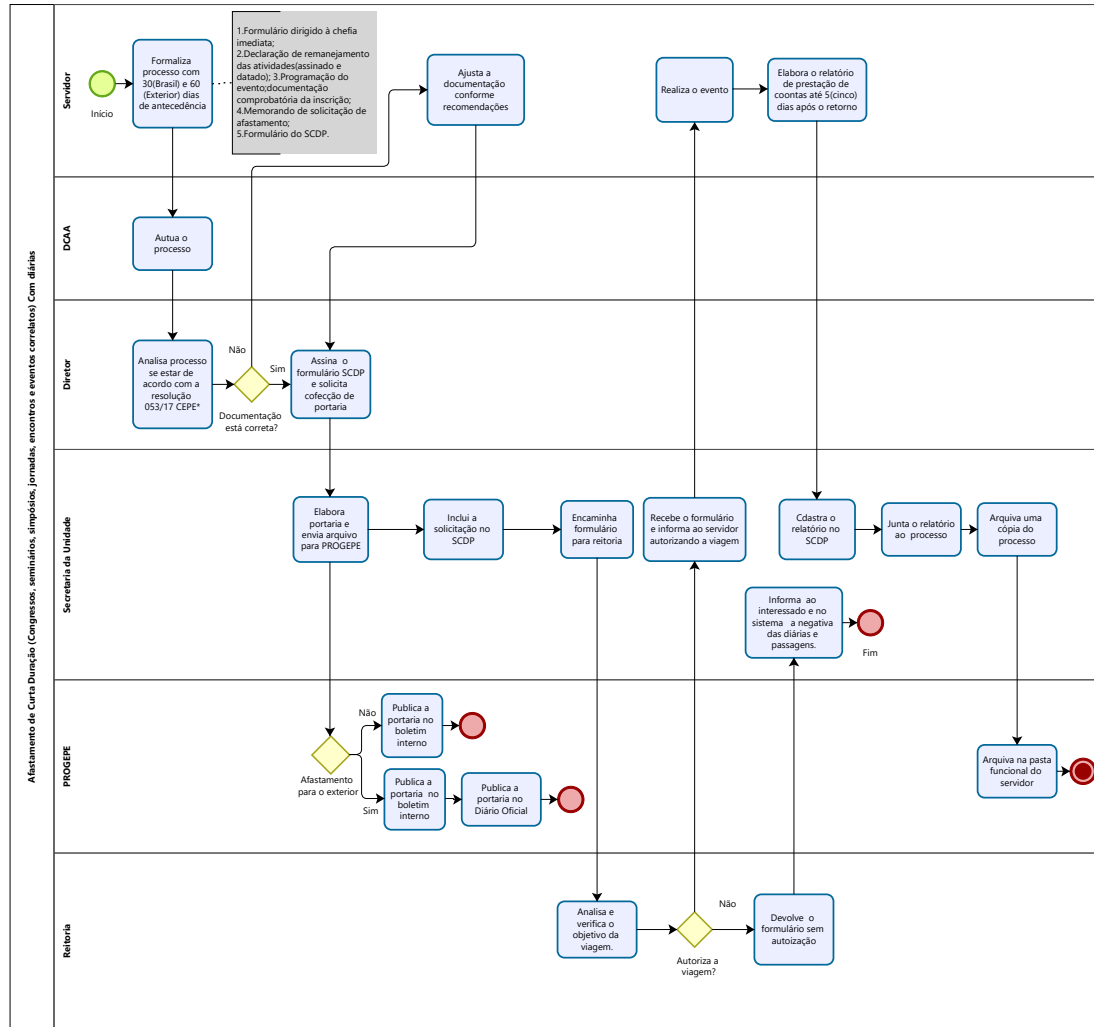 Afastamento de Curta Duração (Congressos, seminários, simpósios, jornadas, encontros e eventos correlatos) Com diárias
Servidor
Início
Formaliza
processo com
30(Brasil) e 60
(Exterior) dias
de antecedência
1.Formulário dirigido à chefia
imediata;
2.Declaração de remanejamento
das atividades(assinado e
datado); 3.Programação do
evento;documentação
comprobatória da inscrição;
4.Memorando de solicitação de
afastamento;
5.Formulário do SCDP.
Ajusta a
documentação
conforme
recomendações
Realiza o evento
Elabora o relatório
de prestação de
coontas até 5(cinco)
dias após o retorno
DCAA
Autua o
processo
Diretor
Analisa processo
se estar de
acordo com a
resolução
053/17 CEPE*
Não
Sim
Documentação
está correta?
Assina o
formulário SCDP
e solicita
cofecção de
portaria
Secretaria da Unidade
Elabora
portaria e
envia arquivo
para PROGEPE
Inclui a
solicitação no
SCDP
Encaminha
formulário
para reitoria
Recebe o formulário
e informa ao servidor
autorizando a viagem
Cdastra o
relatório no
SCDP
Junta o relatório
ao processo
Arquiva uma
cópia do
processo
Informa ao
interessado e no
sistema a negativa
das diárias e
passagens.
Fim
PROGEPE
Afastamento
para o exterior
Não
Publica a
portaria no
boletim
interno
Sim
Publica a
portaria no
boletim
interno
Publica a
portaria no
Diário Oficial
Arquiva na pasta
funcional do
servidor
Reitoria
Analisa e
verifica o
objetivo da
viagem.
Autoriza a
viagem?
Não
Devolve o
formulário sem
autoização